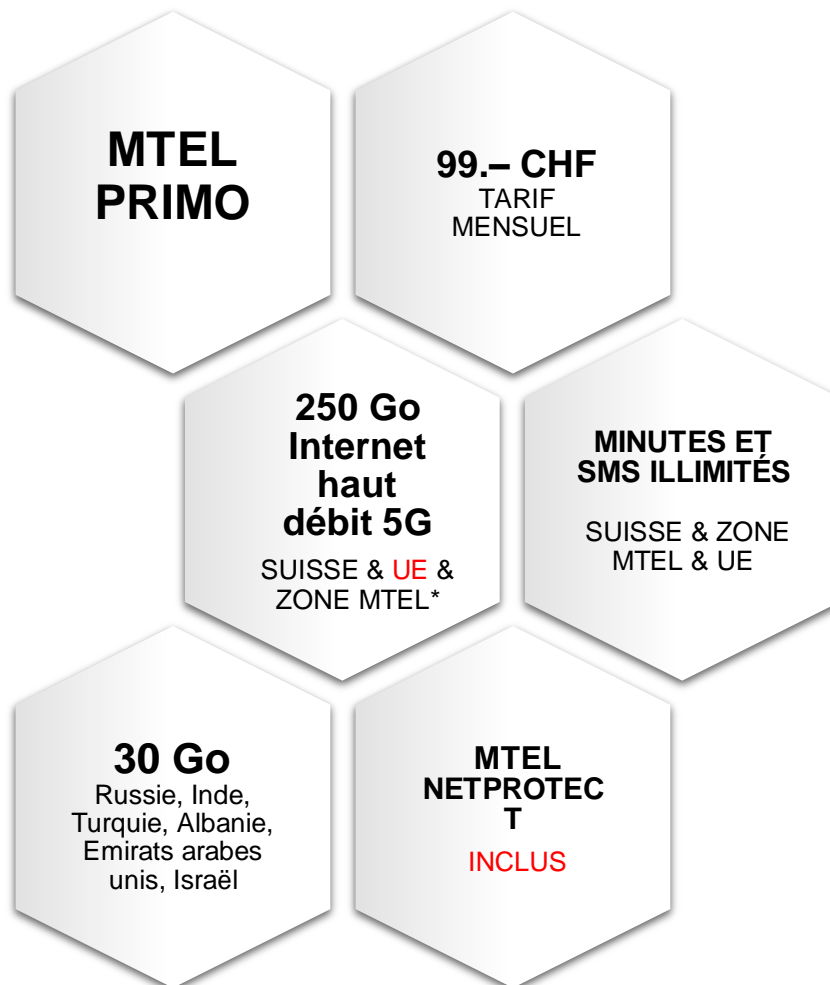 MTEL
PRIMO
99.– CHF
TARIF
MENSUEL
250 Go
Internet
haut
débit 5G
SUISSE & UE &
ZONE MTEL*
MINUTES ET
SMS ILLIMITÉS
SUISSE & ZONE
MTEL & UE
30 Go
Russie, Inde,
Turquie, Albanie,
Emirats arabes
unis, Israël
MTEL
NETPROTEC
T
INCLUS